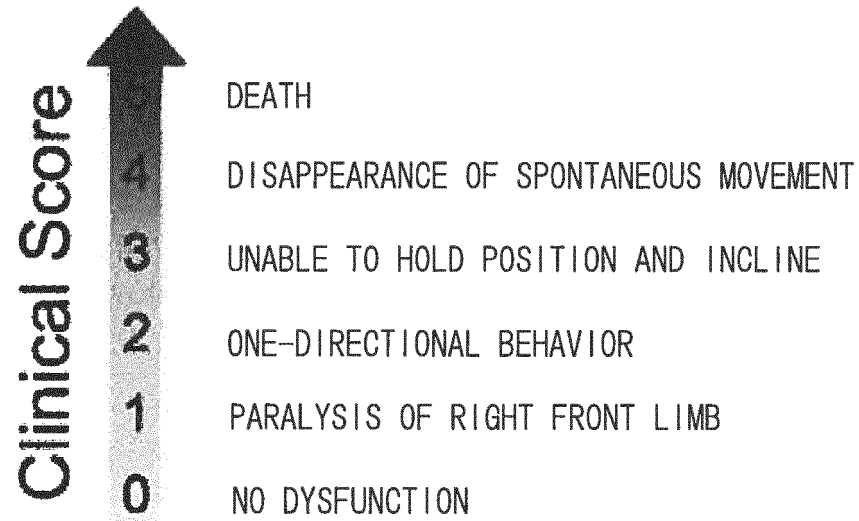 Clinical Score
5 DEATH
4 DISAPPEARANCE OF SPONTANEOUS MOVEMENT
3 UNABLE TO HOLD POSITION AND INCLINE
2 ONE-DIRECTIONAL BEHAVIOR
1 PARALYSIS OF RIGHT FRONT LIMB
0 NO DYSFUNCTION